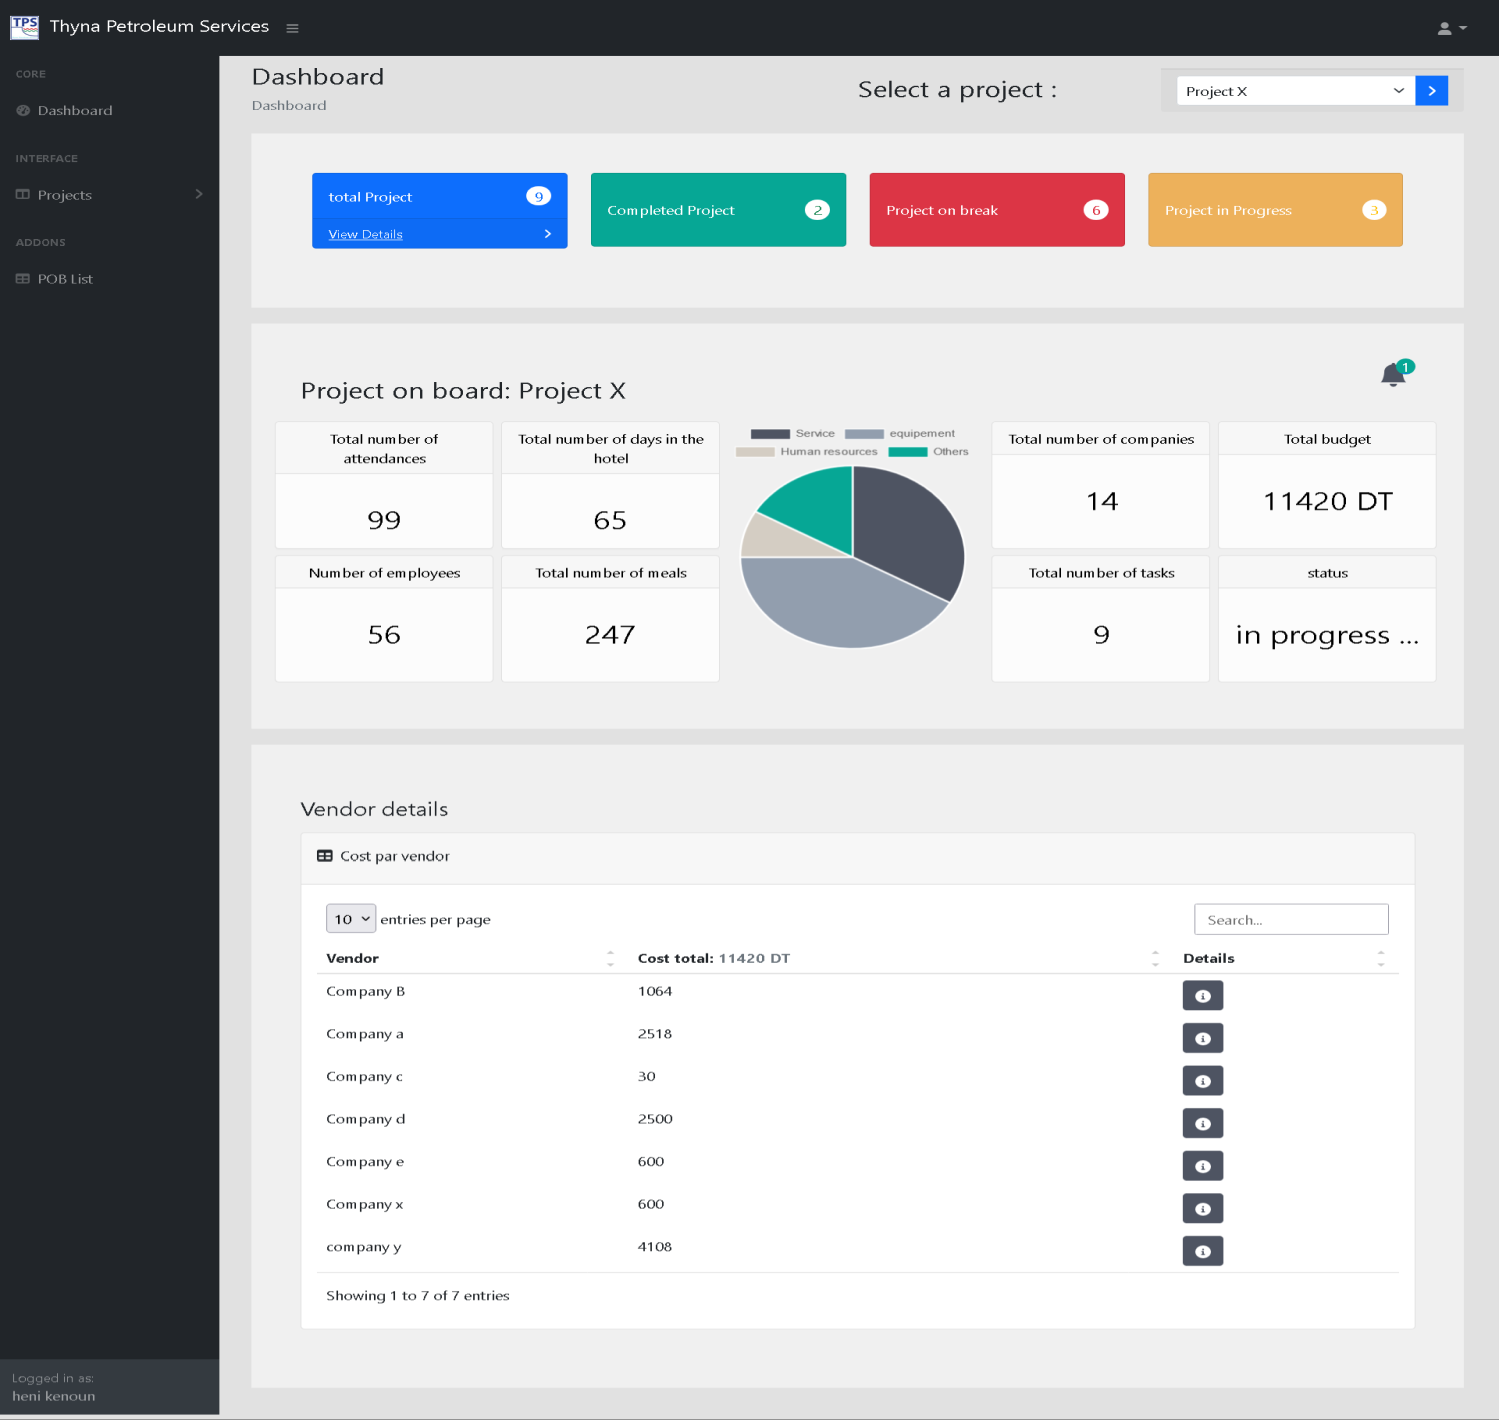 TPS Thyna Petroleum Services
CORE
Dashboard
INTERFACE
Projects
ADDONS
POB List
Logged in as:
heni kenoun
Dashboard
Dashboard
Select a project :
Project X
total Project 9
View Details
Completed Project 2
Project on break 6
Project in Progress 3
1
Project on board: Project X
Total number of
attendances
99
Total number of days in the
hotel
65
Number of employees
56
Total number of meals
247
Service equipement
Human resources Others
Total number of companies
14
Total budget
11420 DT
Total number of tasks
9
status
in progress ...
Vendor details
Cost par vendor
10 entries per page
Search...
Vendor Cost total: 11420 DT Details
Company B 1064
Company a 2518
Company c 30
Company d 2500
Company e 600
Company x 600
company y 4108
Showing 1 to 7 of 7 entries